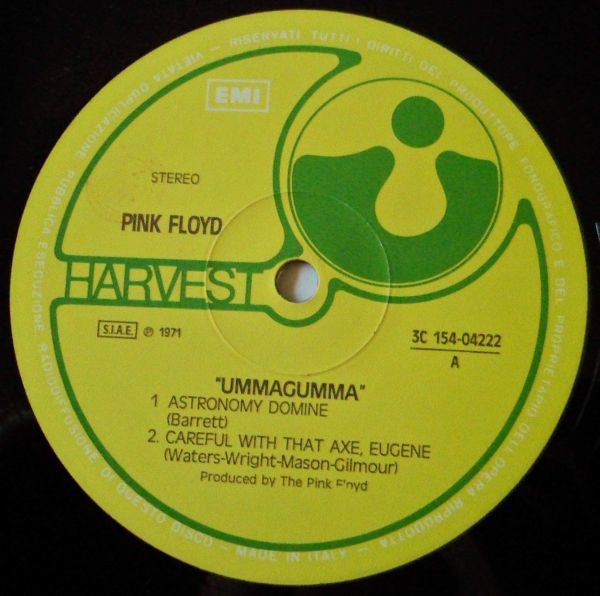 VIETATA DUPLICAZIONE PUBBLICA ESECUZIONE RADIODIFFUSIONE DI QUESTO DISCO - MADE IN ITALY - RISERVATI TUTTI I DIRITTI DEL PRODUTTORE FONOGRAFICO E DEL PROPRIETARIO DELL'OPERA RIPRODOTTA
EMI
STEREO
PINK FLOYD
HARVEST
S.I.A.E. ℗ 1971
3C 154-04222
A
"UMMAGUMMA"
1 ASTRONOMY DOMINE
(Barrett)
2. CAREFUL WITH THAT AXE, EUGENE
(Waters-Wright-Mason-Gilmour)
Produced by The Pink Floyd